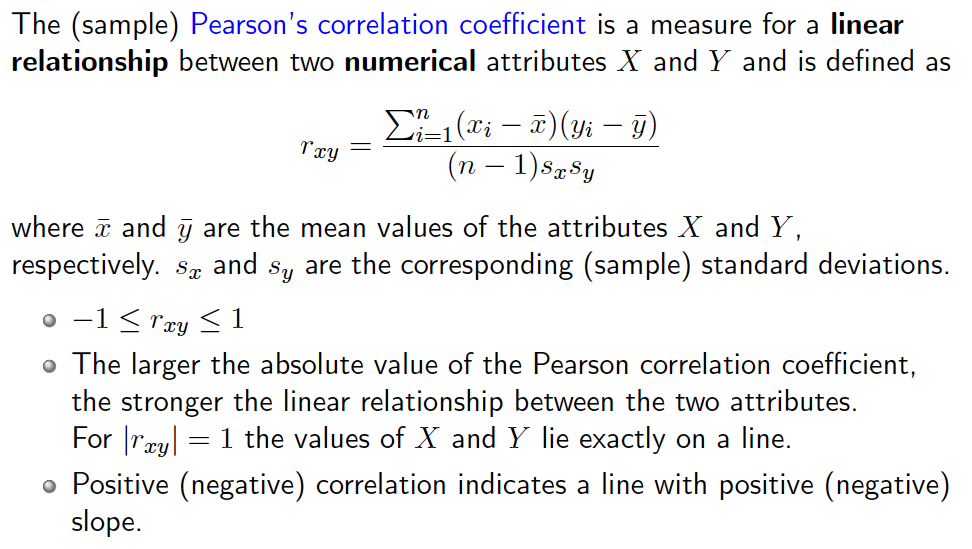 The (sample) Pearson's correlation coefficient is a measure for a linear
relationship between two numerical attributes X and Y and is defined as
r_{xy} = \frac{\sum_{i=1}^{n}(x_i − \bar{x})(y_i − \bar{y})}{(n − 1)s_x s_y}
where \bar{x} and \bar{y} are the mean values of the attributes X and Y,
respectively. s_x and s_y are the corresponding (sample) standard deviations.
−1 ≤ r_{xy} ≤ 1
The larger the absolute value of the Pearson correlation coefficient,
the stronger the linear relationship between the two attributes.
For |r_{xy}| = 1 the values of X and Y lie exactly on a line.
Positive (negative) correlation indicates a line with positive (negative)
slope.